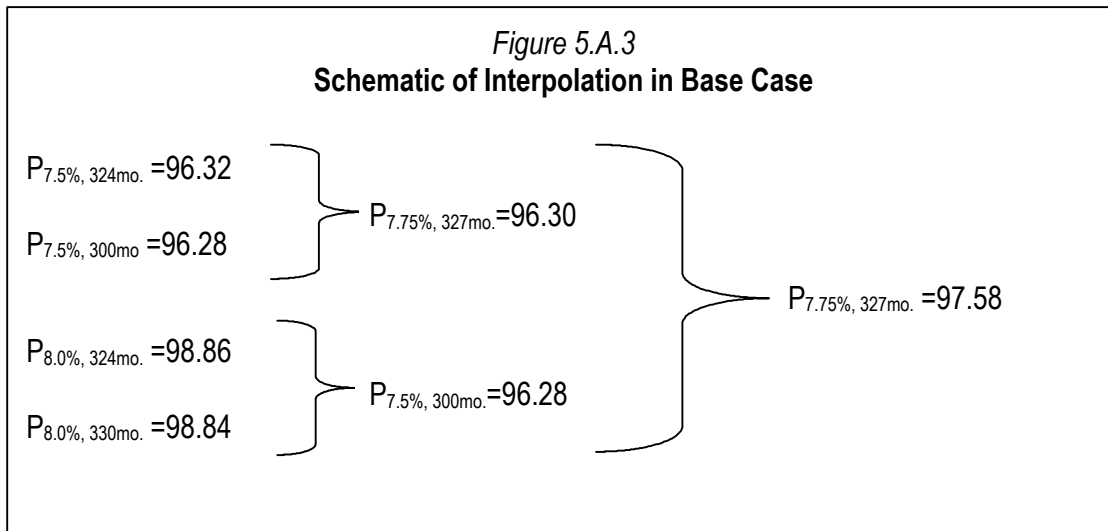 Figure 5.A.3
Schematic of Interpolation in Base Case
P7.5%, 324mo. =96.32
P7.5%, 300mo =96.28
P7.75%, 327mo.=96.30
P7.75%, 327mo. =97.58
P8.0%, 324mo. =98.86
P8.0%, 330mo. =98.84
P7.5%, 300mo.=96.28